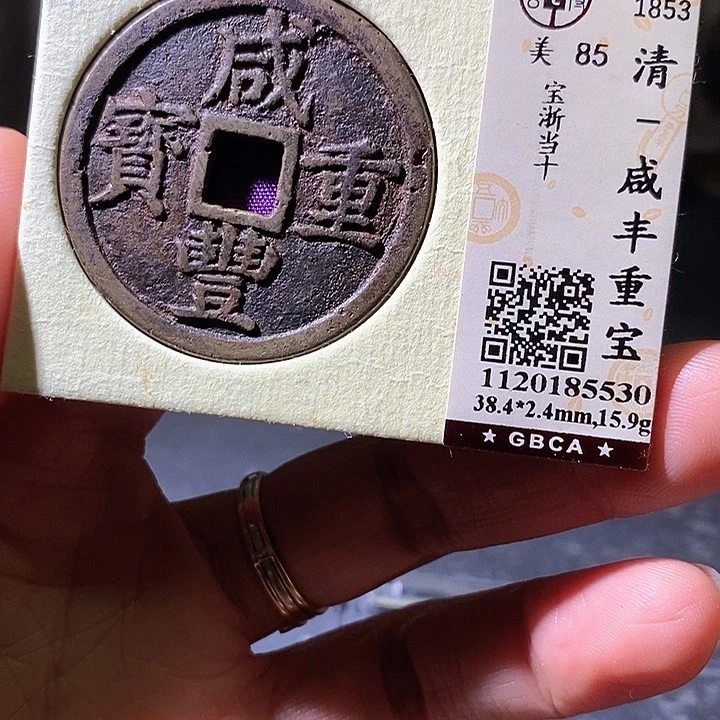 咸
豐
重
寶
1853
美 85
宝浙当十
清—咸丰重宝
1120185530
38.4*2.4mm,15.9g
★ GBCA ★